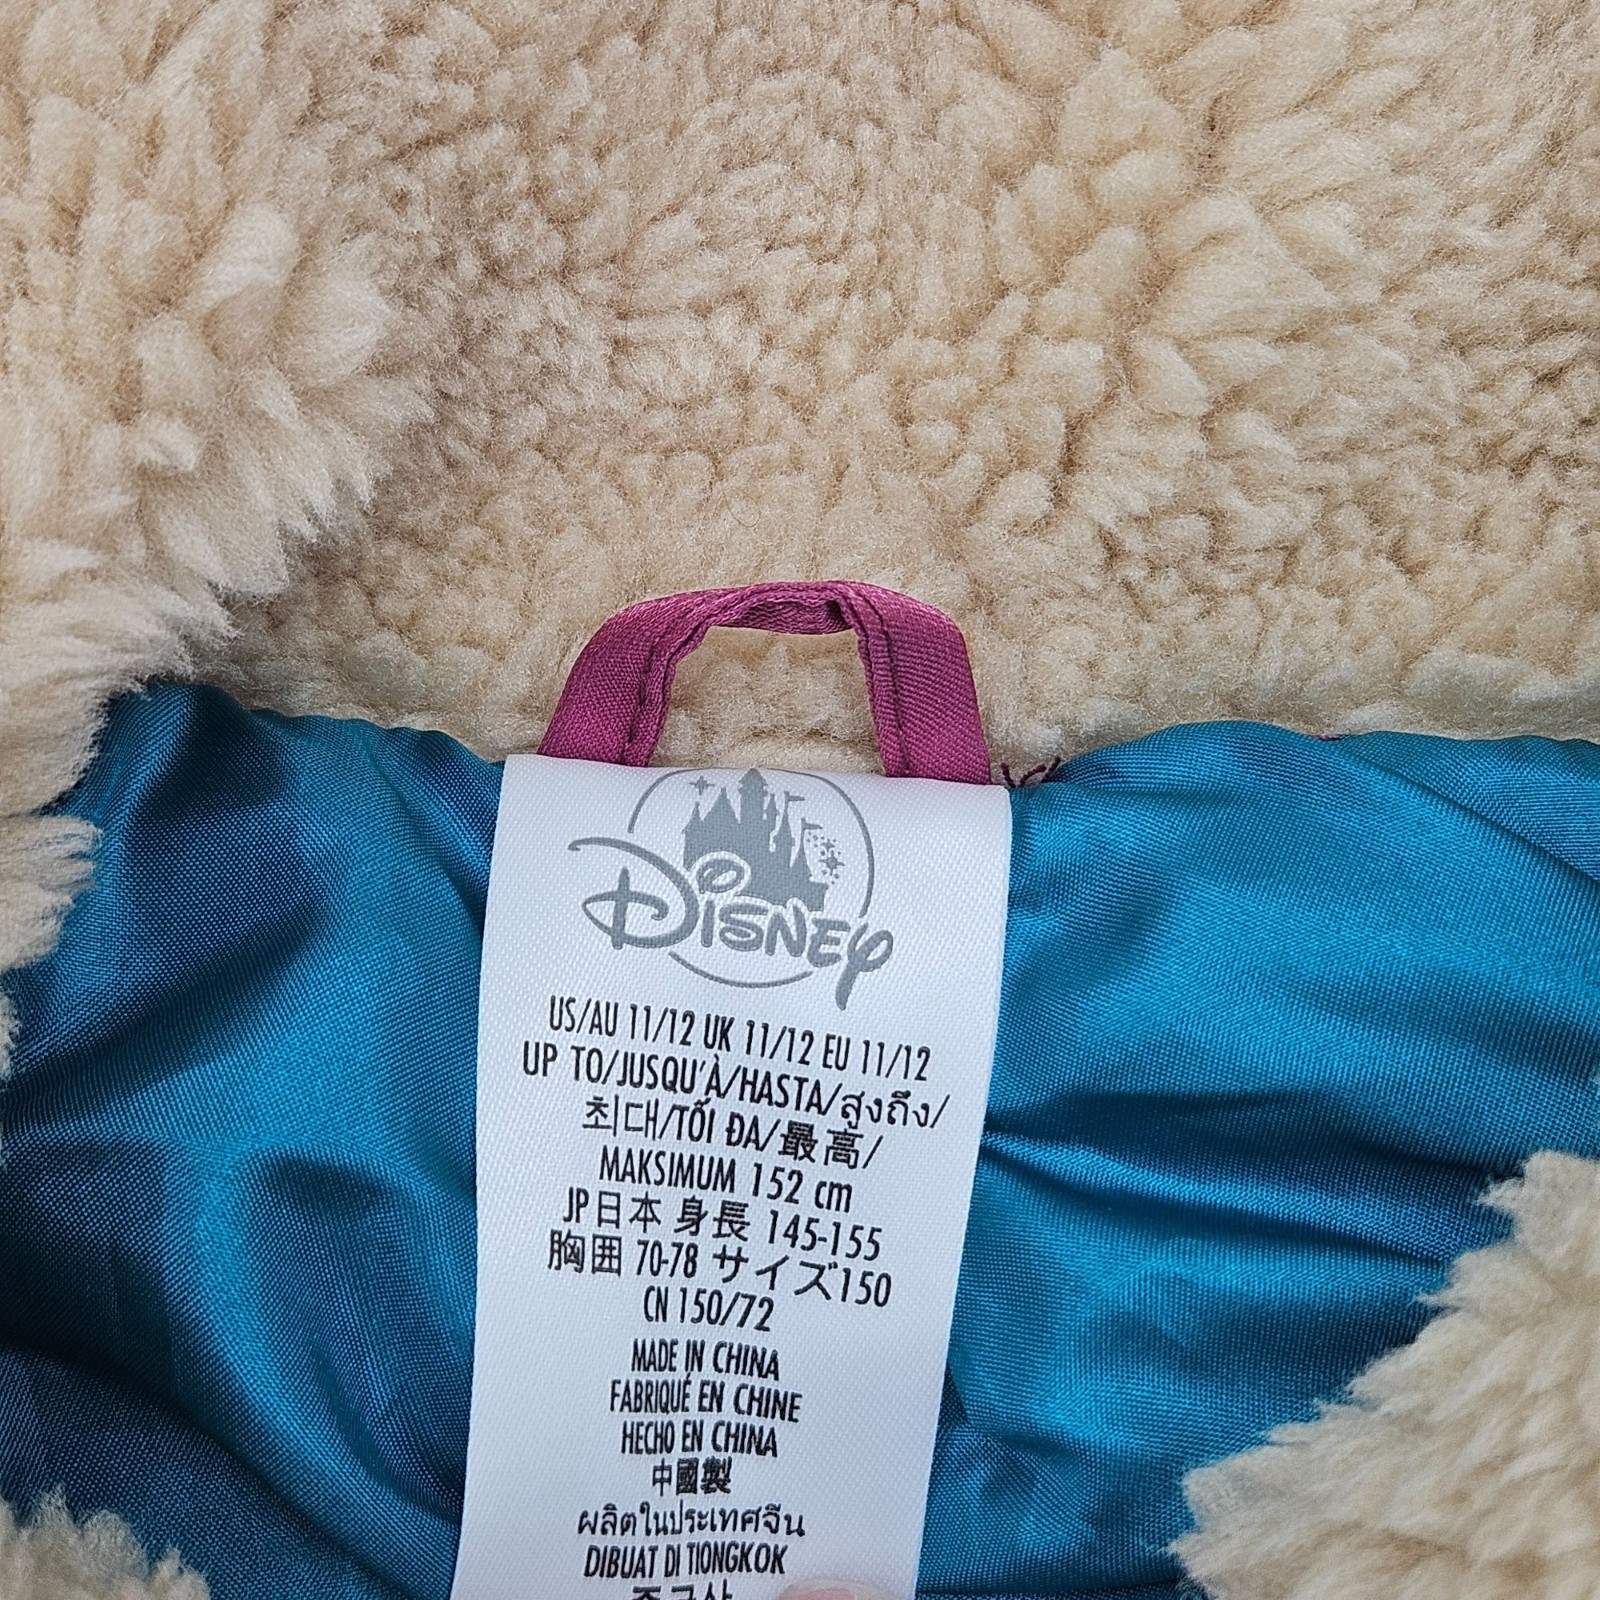 Disney
US/AU 11/12 UK 11/12 EU 11/12
UP TO/JUSQU'À/HASTA/สูงถึง/
최대/TỐI ĐA/最高/
MAKSIMUM 152 cm
JP日本 身長 145-155
胸囲 70-78 サイズ150
CN 150/72
MADE IN CHINA
FABRIQUÉ EN CHINE
HECHO EN CHINA
中國製
ผลิตในประเทศจีน
DIBUAT DI TIONGKOK